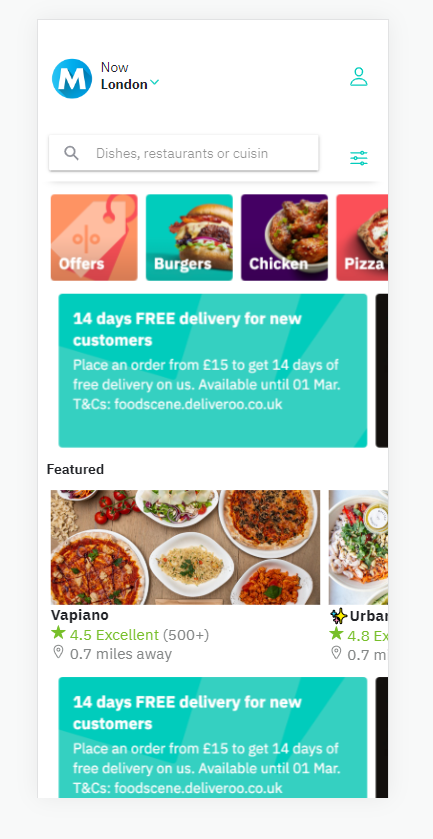 M
Now
London
Dishes, restaurants or cuisin
Offers
Burgers
Chicken
Pizza
14 days FREE delivery for new
customers
Place an order from £15 to get 14 days of
free delivery on us. Available until 01 Mar.
T&Cs: foodscene.deliveroo.co.uk
Featured
Vapiano
4.5 Excellent (500+)
0.7 miles away
Urban
4.8 Ex
0.7 m
14 days FREE delivery for new
customers
Place an order from £15 to get 14 days of
free delivery on us. Available until 01 Mar.
T&Cs: foodscene.deliveroo.co.uk